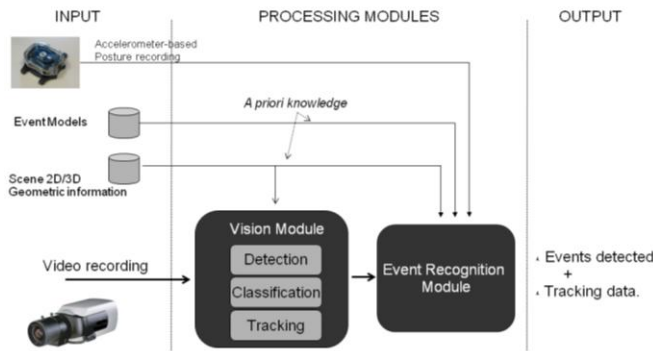 INPUT
PROCESSING MODULES
OUTPUT
Accelerometer-based
Posture recording
A priori knowledge
Event Models
Scene 2D/3D
Geometric information
Vision Module
Detection
Classification
Tracking
Video recording
Event Recognition
Module
Events detected
+
Tracking data.